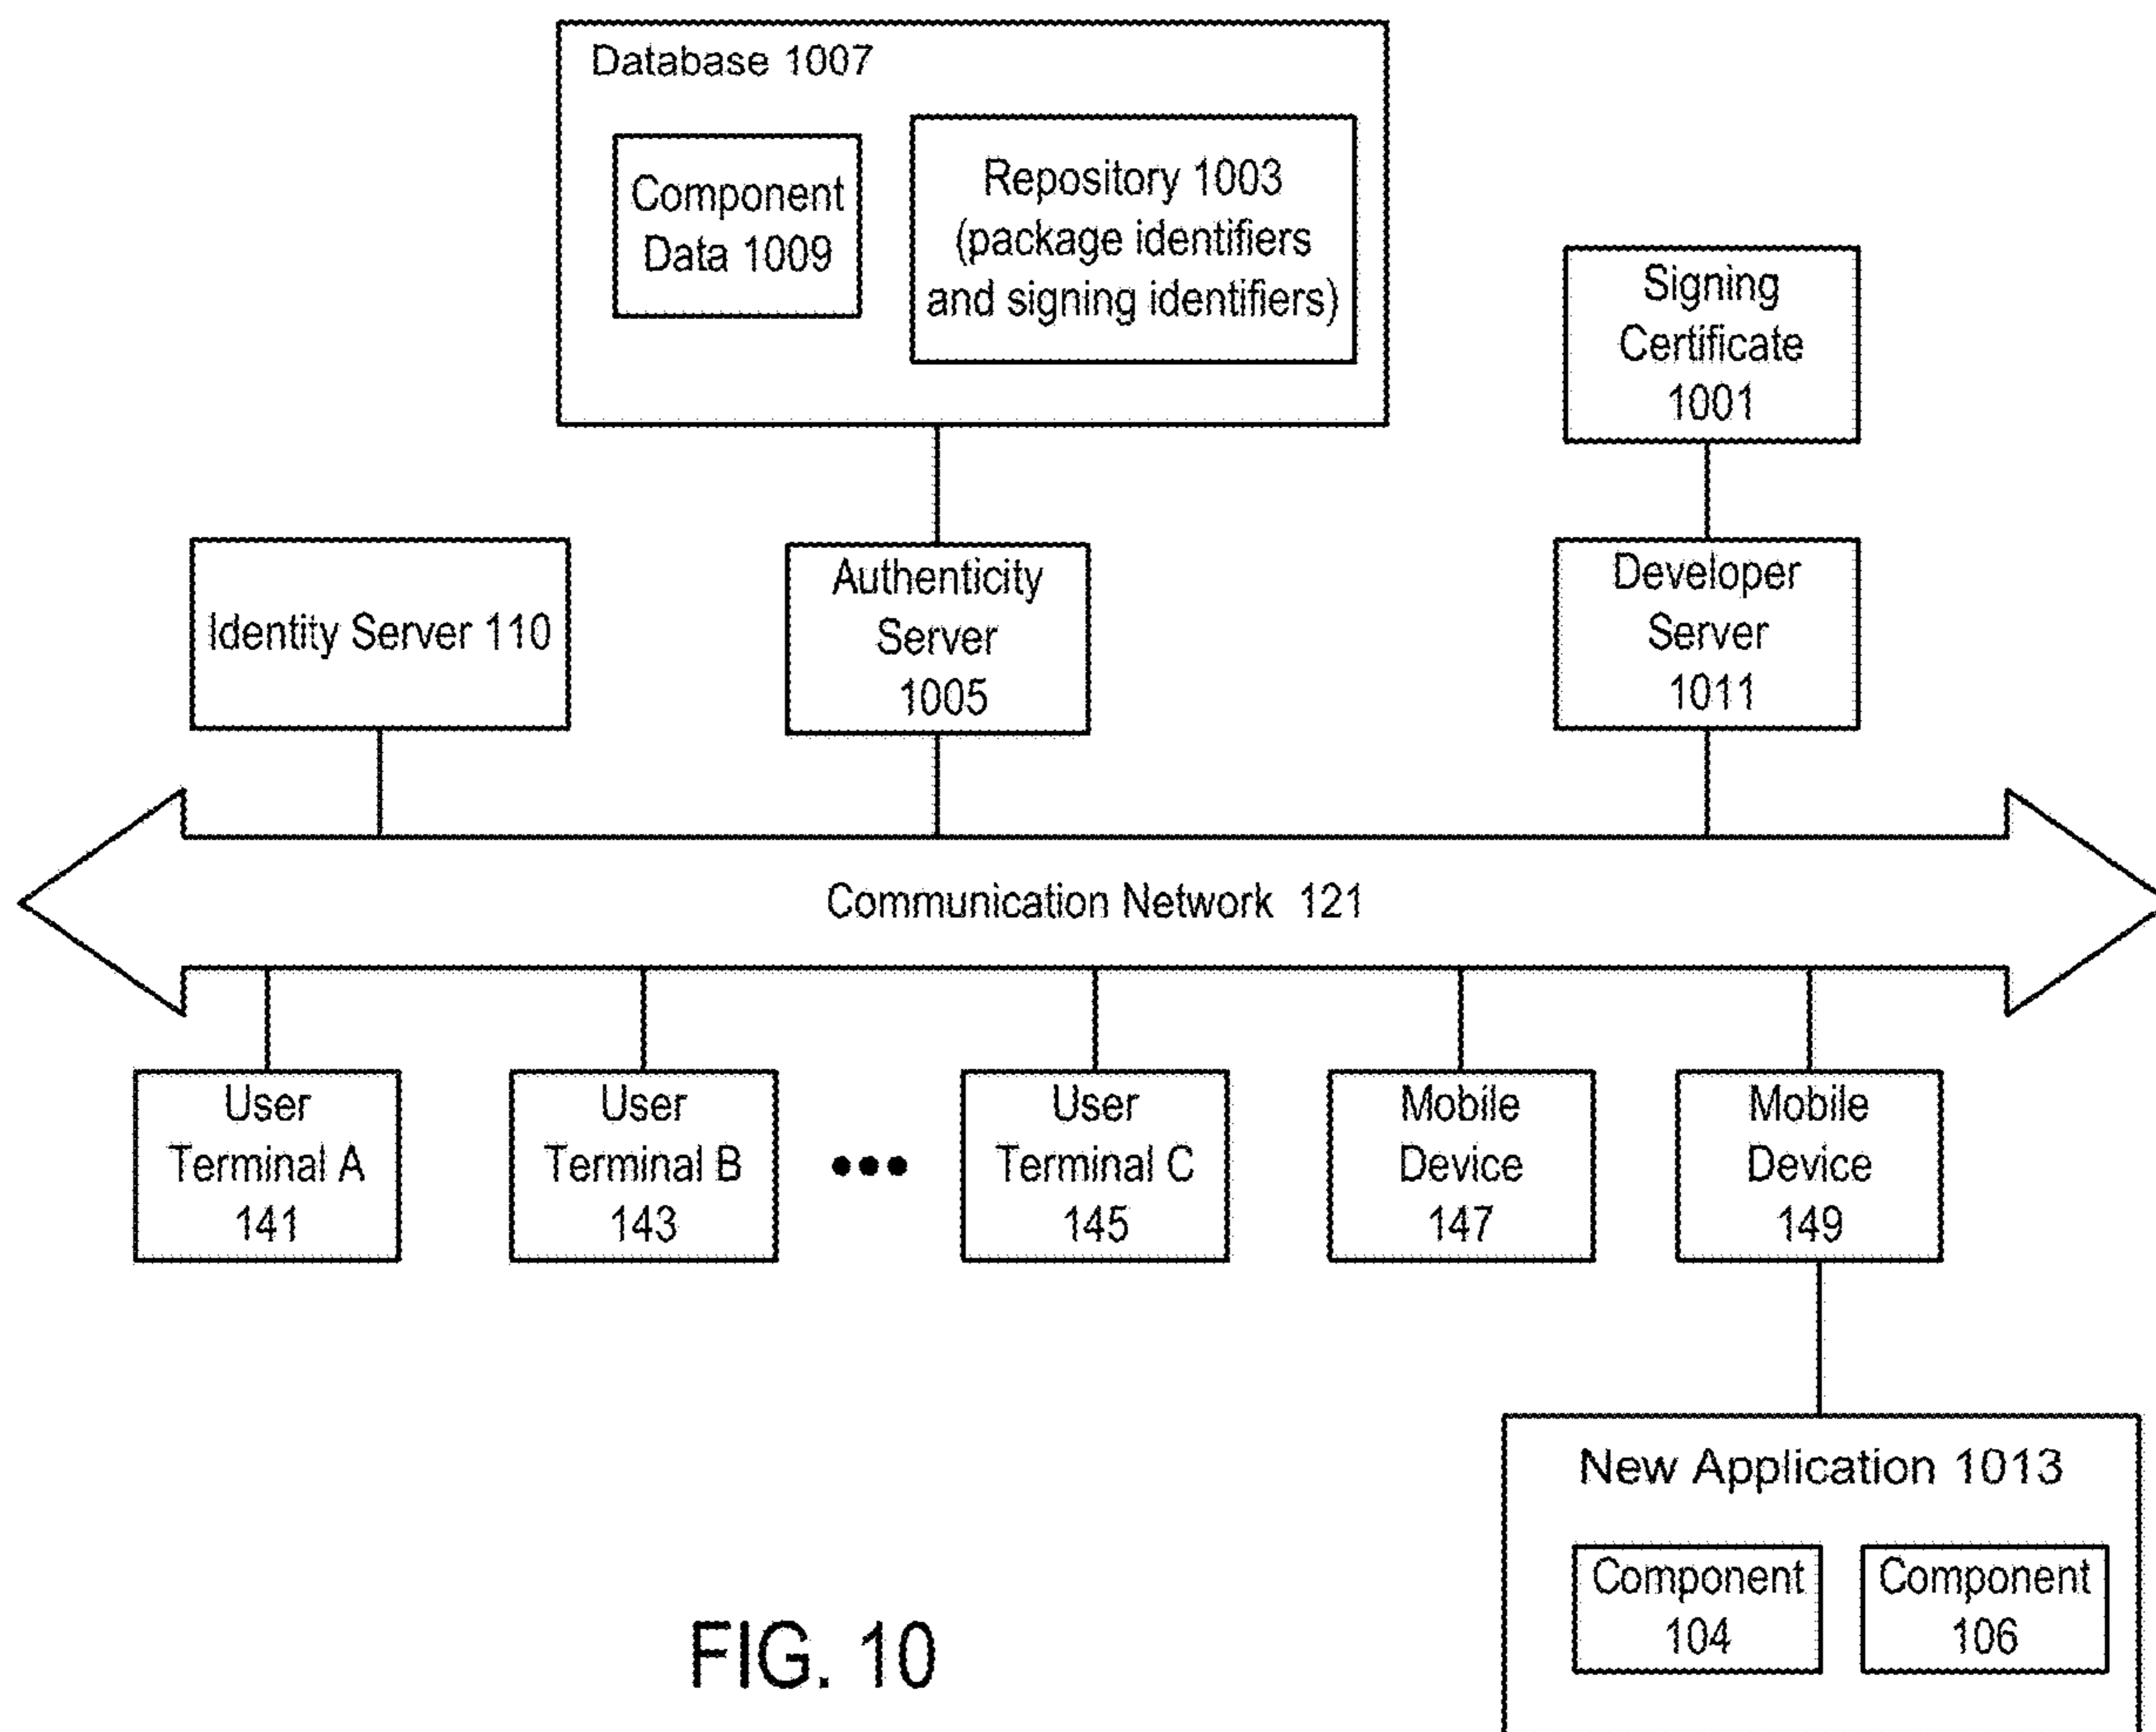 Database 1007
Component
Data 1009
Repository 1003
(package identifiers
and signing identifiers)
Signing
Certificate
1001
Identity Server 110
Authenticity
Server
1005
Developer
Server
1011
Communication Network 121
User
Terminal A
141
User
Terminal B
143
•••
User
Terminal C
145
Mobile
Device
147
Mobile
Device
149
New Application 1013
Component
104
Component
106
FIG. 10